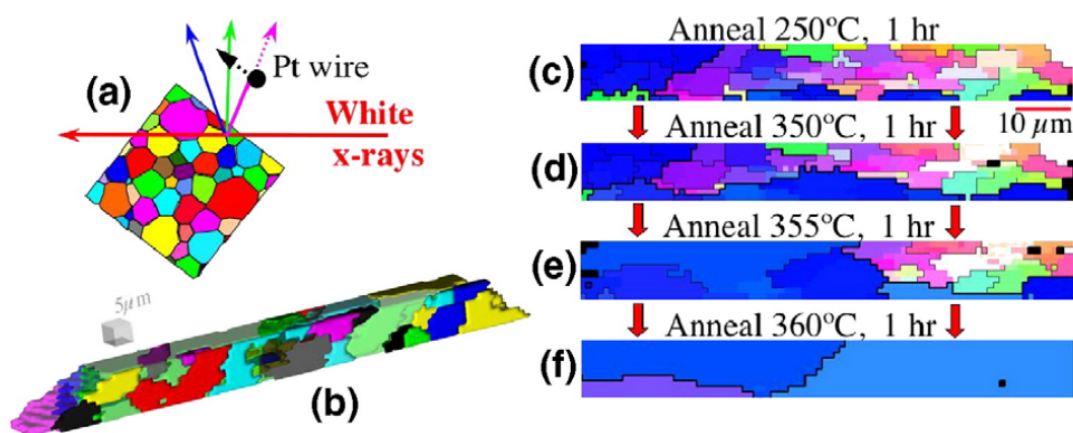 (a)
Pt wire
White
x-rays
5μm
(b)
Anneal 250°C, 1 hr
(c)
10 μm
Anneal 350°C, 1 hr
(d)
Anneal 355°C, 1 hr
(e)
Anneal 360°C, 1 hr
(f)